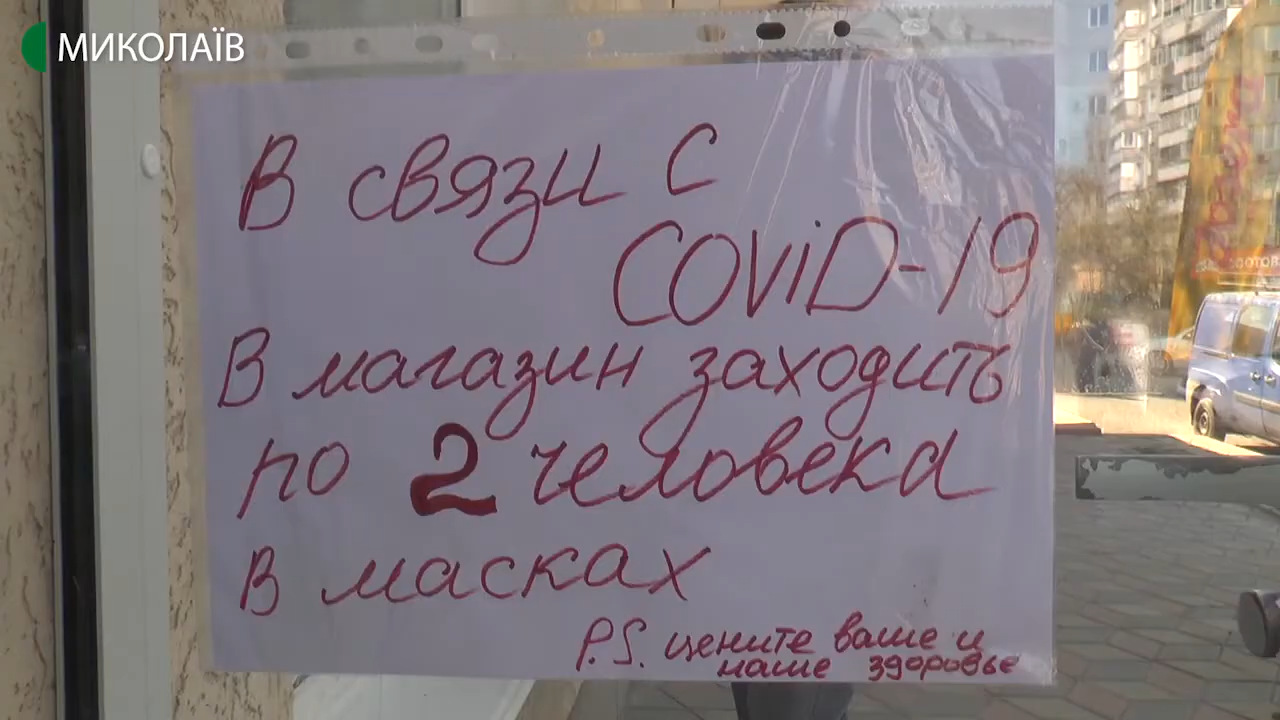 МИКОЛАЇВ
В связи с
COViD-19
В магазин заходить
по 2 человека
в масках
P.S. цените ваше и
наше здоровье